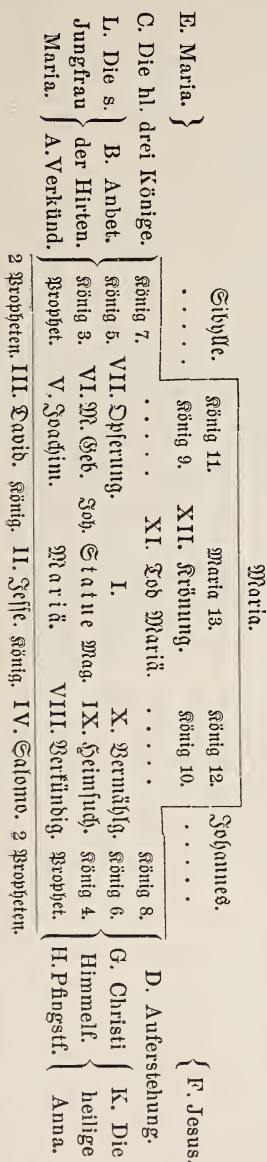 Maria.
Sibylle. König 11. Maria 13. König 12. Johannes.
E. Maria. } . . . . . König 9. XII. Krönung. König 10. . . . . . { F. Jesus.
C. Die hl. drei Könige. König 7. . . . . . XI. Tod Mariä. . . . . . König 8. D. Auferstehung.
L. Die s. B. Anbet. König 5. VII. Opferung. I. X. Vermählg. König 6. G. Christi K. Die
Jungfrau } der Hirten. } König 3. VI. M. Geb. Joh. Statue Mag. IX. Heimsuch. König 4. { Himmelf. { heilige
Maria. A. Verkünd. Prophet. V. Joachim. Mariä. VIII. Verkündig. Prophet. H. Pfingstf. Anna.
2 Propheten. III. David. König. II. Jesse. König. IV. Salomo. 2 Propheten.